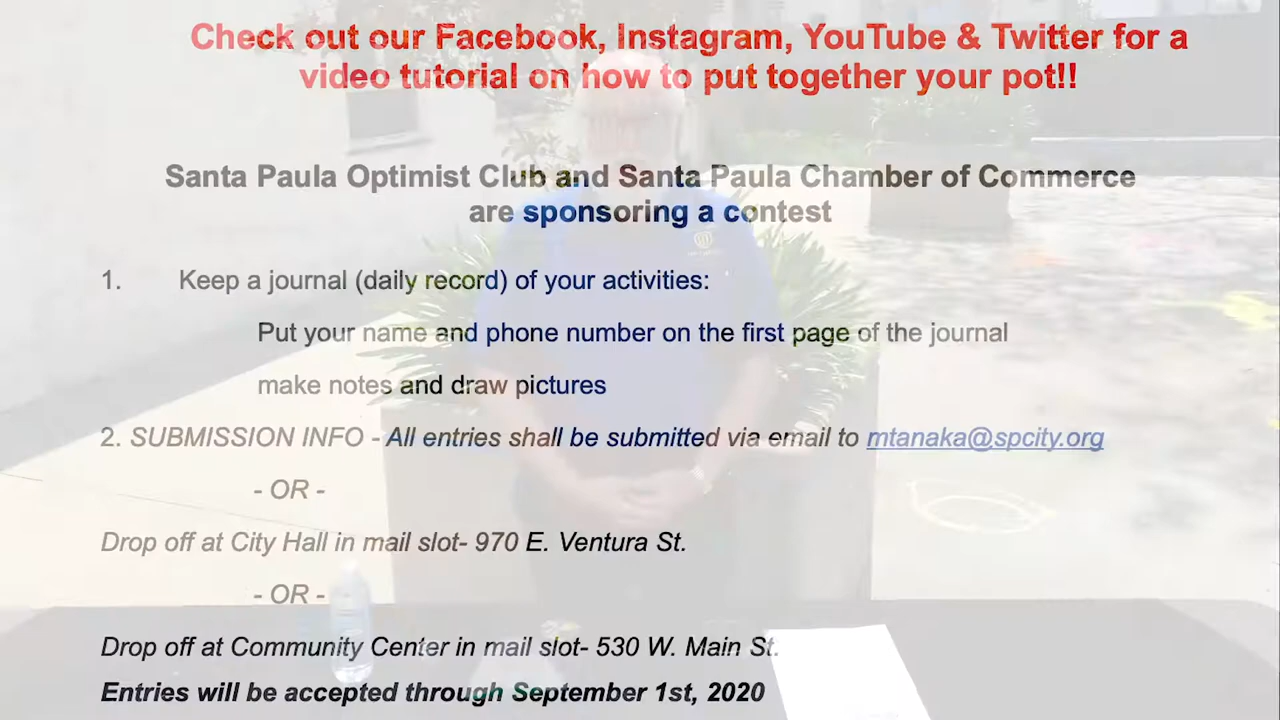 Check out our Facebook, Instagram, YouTube & Twitter for a
video tutorial on how to put together your pot!!
Santa Paula Optimist Club and Santa Paula Chamber of Commerce
are sponsoring a contest
1. Keep a journal (daily record) of your activities:
Put your name and phone number on the first page of the journal
make notes and draw pictures
2. SUBMISSION INFO - All entries shall be submitted via email to mtanaka@spcity.org
- OR -
Drop off at City Hall in mail slot- 970 E. Ventura St.
- OR -
Drop off at Community Center in mail slot- 530 W. Main St.
Entries will be accepted through September 1st, 2020